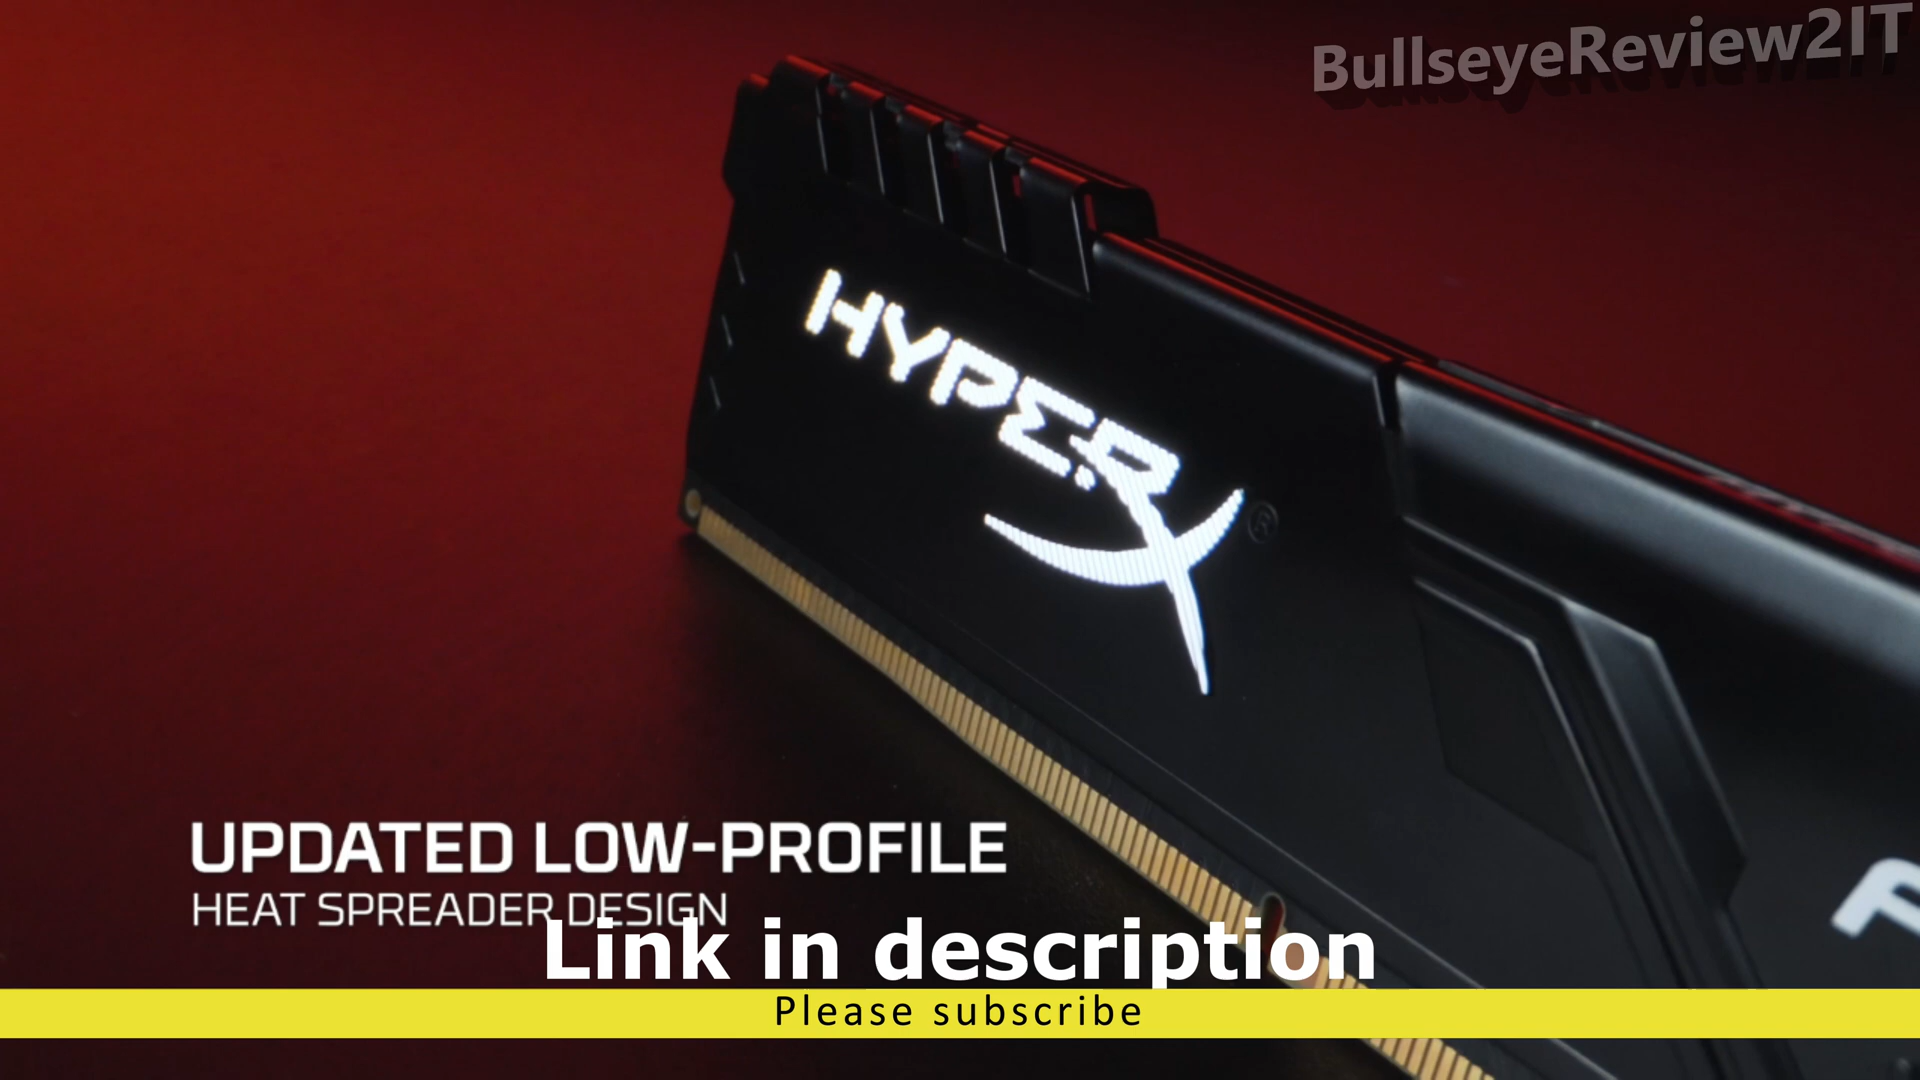 BullseyeReview2IT
HYPERX
®
UPDATED LOW-PROFILE
HEAT SPREADER DESIGN
Link in description
Please subscribe